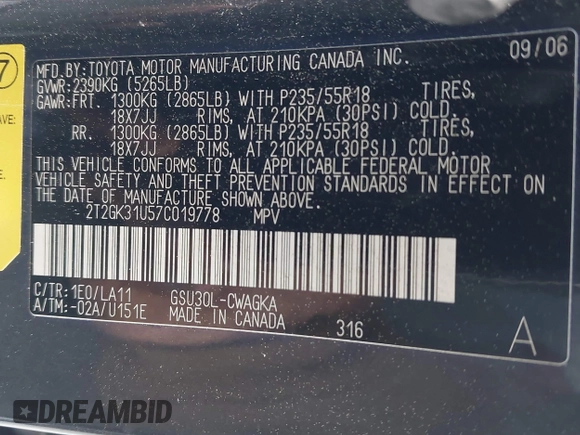 7
AVE:
09/06
MFD.BY:TOYOTA MOTOR MANUFACTURING CANADA INC.
GVWR:2390KG (5265LB)
GAWR:FRT. 1300KG (2865LB) WITH P235/55R18 TIRES,
18X7JJ RIMS, AT 210KPA (30PSI) COLD.
RR. 1300KG (2865LB) WITH P235/55R18 TIRES,
18X7JJ RIMS, AT 210KPA (30PSI) COLD.
THIS VEHICLE CONFORMS TO ALL APPLICABLE FEDERAL MOTOR
VEHICLE SAFETY AND THEFT PREVENTION STANDARDS IN EFFECT ON
THE DATE OF MANUFACTURE SHOWN ABOVE.
2T2GK31U57C019778 MPV
C/TR:1E0/LA11 GSU30L-CWAGKA
A/TM:-02A/U151E MADE IN CANADA 316 A
DREAMBID